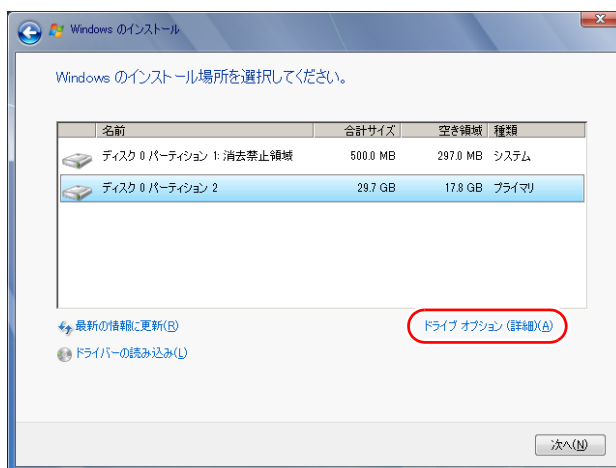 Windows のインストール
Windows のインストール場所を選択してください。
名前 合計サイズ 空き領域 種類
ディスク 0 パーティション 1: 消去禁止領域 500.0 MB 297.0 MB システム
ディスク 0 パーティション 2 29.7 GB 17.8 GB プライマリ
最新の情報に更新(R) ドライブ オプション (詳細)(A)
ドライバーの読み込み(L)
次へ(N)